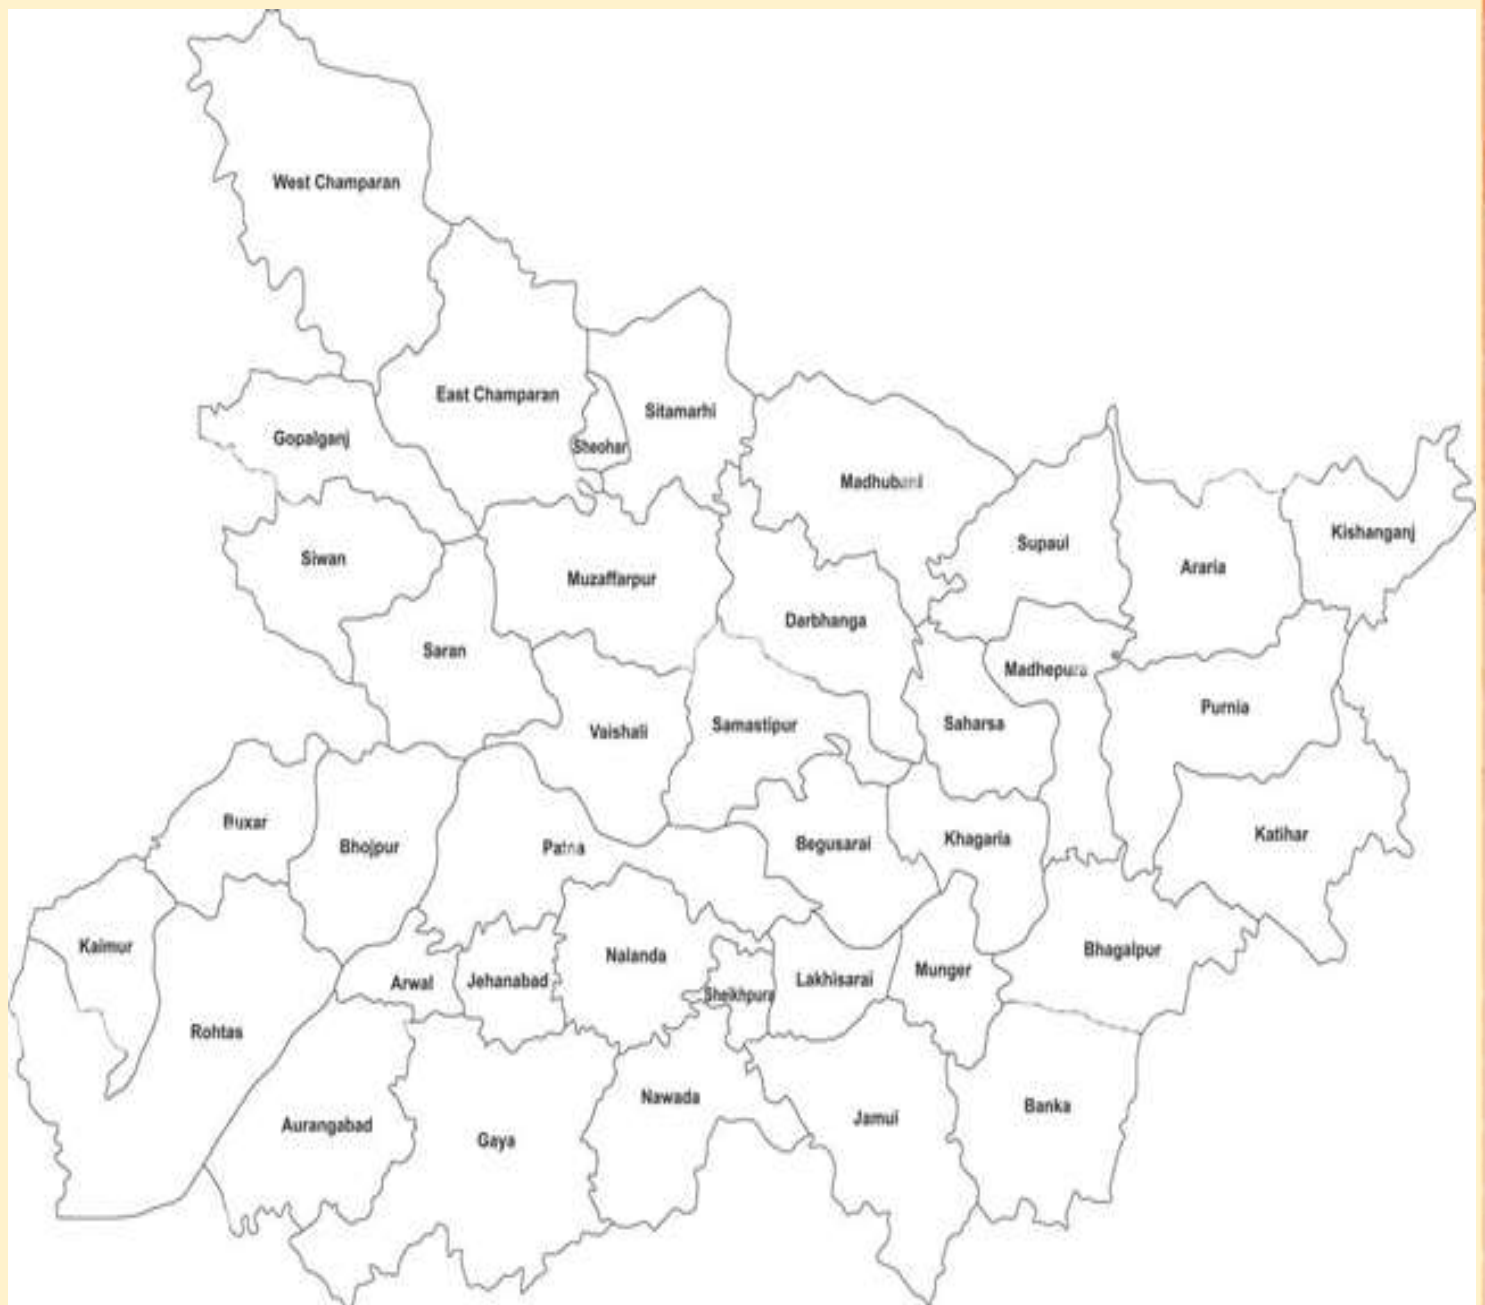 West Champaran
East Champaran
Sitamarhi
Gopalganj
Sheohar
Madhubani
Kishanganj
Supaul
Siwan
Araria
Muzaffarpur
Darbhanga
Saran
Madhepura
Purnia
Saharsa
Samastipur
Vaishali
Buxar
Katihar
Khagaria
Begusarai
Bhojpur
Patna
Kaimur
Bhagalpur
Nalanda
Munger
Lakhisarai
Jehanabad
Arwal
Sheikhpura
Rohtas
Nawada
Banka
Jamui
Aurangabad
Gaya